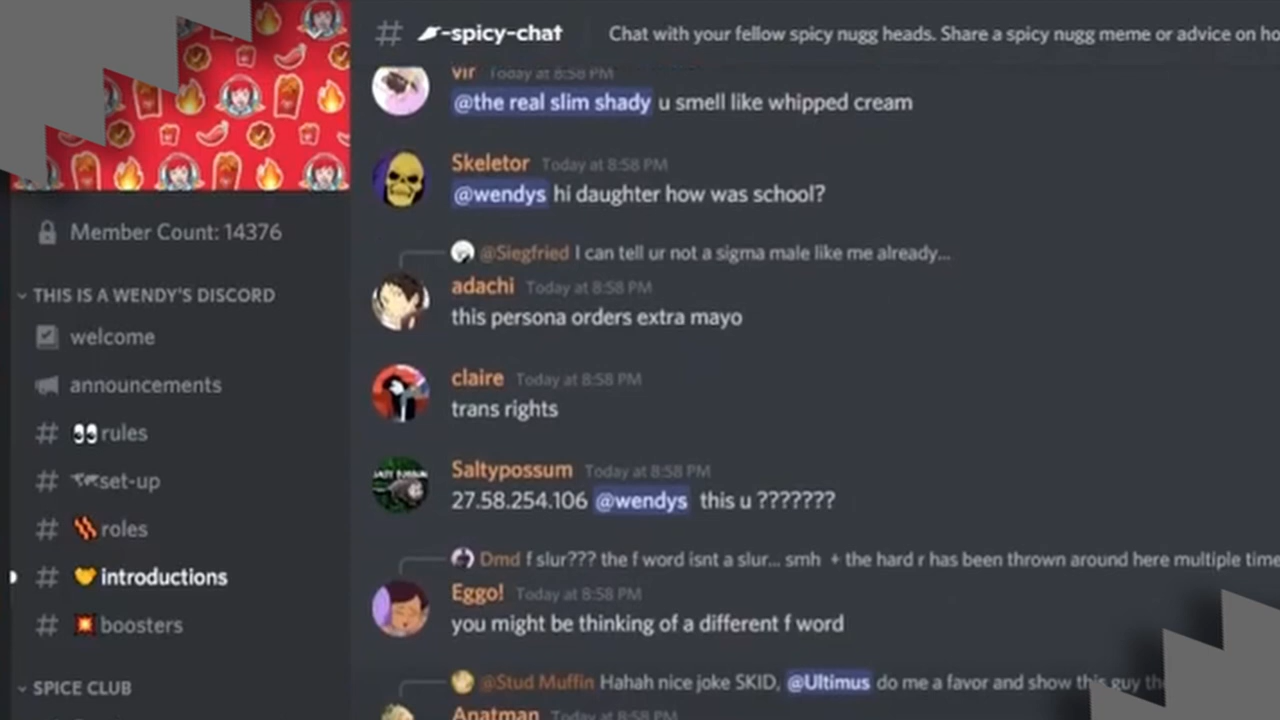 -spicy-chat
Chat with your fellow spicy nugg heads. Share a spicy nugg meme or advice on ho
vir Today at 8:58 PM
@the real slim shady u smell like whipped cream
Skeletor Today at 8:58 PM
@wendys hi daughter how was school?
@Siegfried I can tell ur not a sigma male like me already...
adachi Today at 8:58 PM
this persona orders extra mayo
claire Today at 8:58 PM
trans rights
Saltypossum Today at 8:58 PM
27.58.254.106 @wendys this u ???????
Dmd f slur??? the f word isnt a slur... smh + the hard r has been thrown around here multiple time
Eggo! Today at 8:58 PM
you might be thinking of a different f word
@Stud Muffin Hahah nice joke SKID, @Ultimus do me a favor and show this guy th
Anatman Today at 8:58 PM
Member Count: 14376
THIS IS A WENDY'S DISCORD
welcome
announcements
# rules
# set-up
# roles
# introductions
# boosters
SPICE CLUB